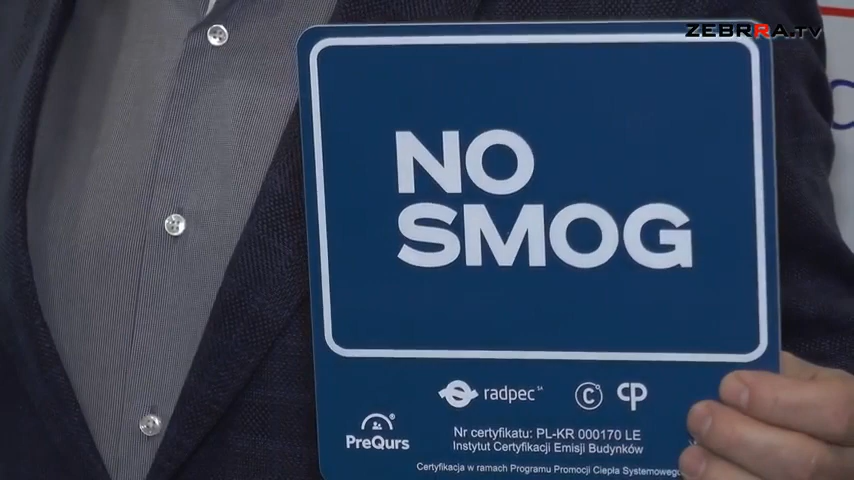 ZEBRRA.TV
NO
SMOG
radpec SA
PreQurs®
Nr certyfikatu: PL-KR 000170 LE
Instytut Certyfikacji Emisji Budynków
Certyfikacja w ramach Programu Promocji Ciepła Systemowego